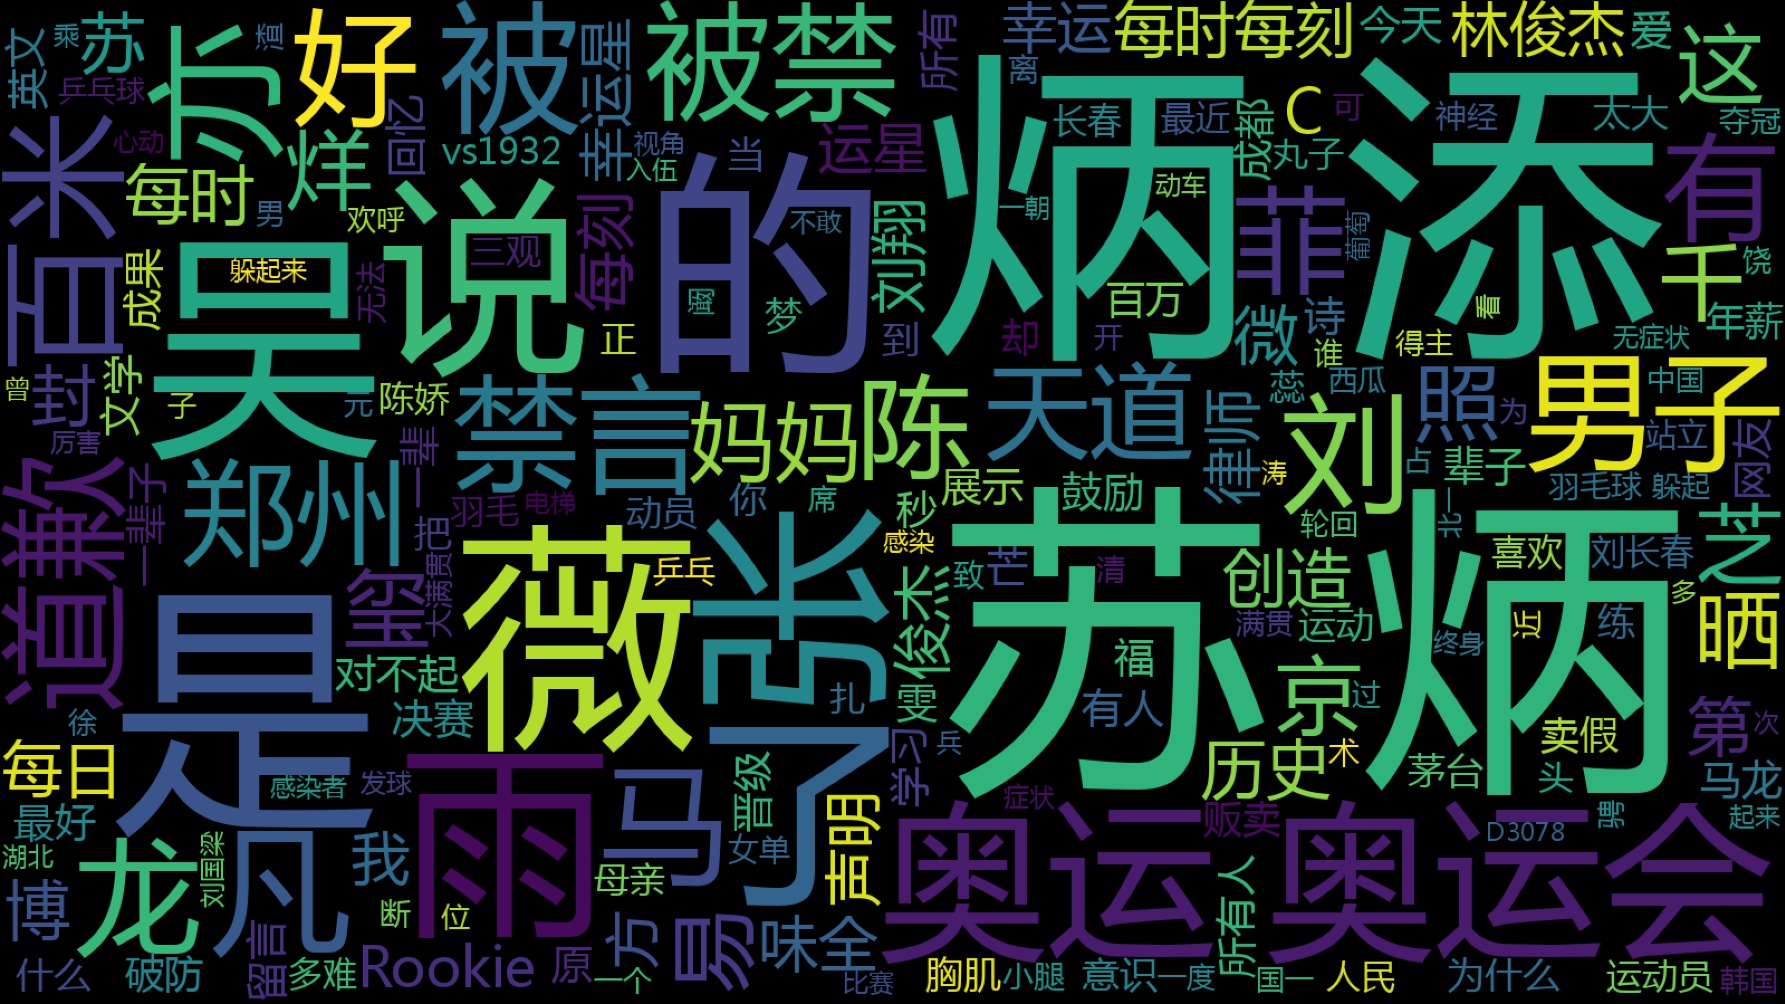 英文
乘
苏
渣
乒乓球
心动
亦
好
回忆
被
运星
幸
vs1932
视角
入伍
被禁
所有
幸运
离
每时每刻
今天
林俊杰
爱
这
C
可
长春
最近
神经
太大
夺冠
成都
丸子
当
运星
炳添
百米
每时
烊
男
欢呼
躲起来
成果
无法
吴
说
三观
每刻
的
不敢
刘翔
梦
正
到
一朝
动车
非
葡萄
百万
微
诗
却
开
谁
看
得主
无症状
有
千
饶
年薪
曾
封
文学
子
元
陈娇
厉害
一辈
禁言
妈妈
陈
天道
蕊
西瓜
律师
刘
照
为
中国
站立
男子
网友
道歉
一辈子
郑州
把
羽毛
电梯
动员
你
席
秒
展示
鼓励
涛
占
辈子
羽毛球
躲起
轮回
北一
感染
大满贯
薇
乒乓
张
俊杰
致
芒
清
苏炳
创造
喜欢
刘长春
芝
多
晒
满贯
运动
终身
近
练
是
对不起
决赛
徐
福
雯
有人
京
过
扎
兵
学习
历史
术
卖假
茅台
头
第
次
马龙
每日
感染者
发球
雨
马
了
晋级
女单
声明
症状
贩卖
D3078
骋
起来
最好
湖北
刘国梁
龙
凡
我
断
位
母亲
奥运
奥运会
博
留言
什么
破防
多难
Rookie
原
方
一个
易
味全
比赛
胸肌
小腿
意识
一度
所有人
国一
人民
为什么
运动员
韩国